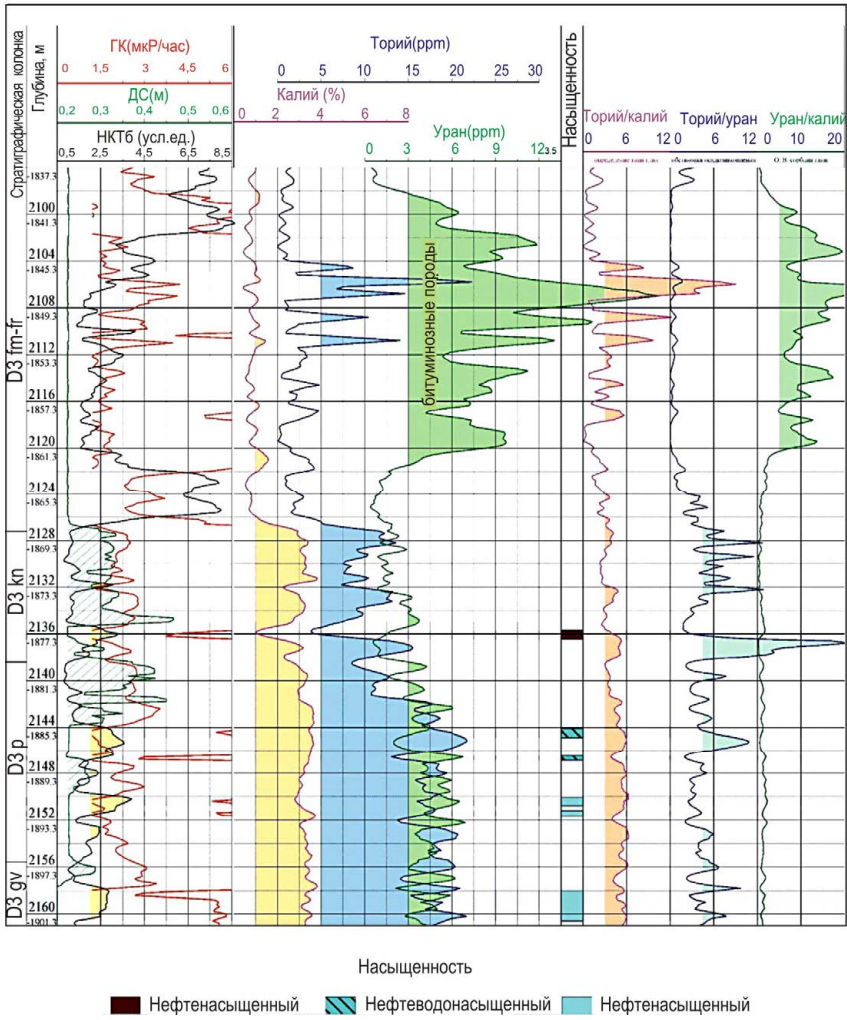 Стратиграфическая колонка
Глубина, м
ГК(мкР/час)
0 1,5 3 4,5 6
ДС(м)
0,2 0,3 0,4 0,5 0,6
НКТб (усл.ед.)
0,5 2,5 4,5 6,5 8,5
Торий(ppm)
0 5 10 15 20 30
Калий (%)
0 2 4 6 8
Уран(ppm)
0 3 6 9 12 3.5
Насыщенность
Торий/калий
0 6 12
Торий/уран
0 6 12
Уран/калий
0 10 20
-1837.3
2100
-1841.3
2104
-1845.3
2108
-1849.3
2112
-1853.3
2116
-1857.3
2120
-1861.3
2124
-1865.3
2128
-1869.3
2132
-1873.3
2136
-1877.3
2140
-1881.3
2144
-1885.3
2148
-1889.3
2152
-1893.3
2156
-1897.3
2160
-1901.3
D3 fm-fr
D3 kn
D3 p
D3 gv
битуминозные породы
Насыщенность
Нефтенасыщенный Нефтеводонасыщенный Нефтенасыщенный